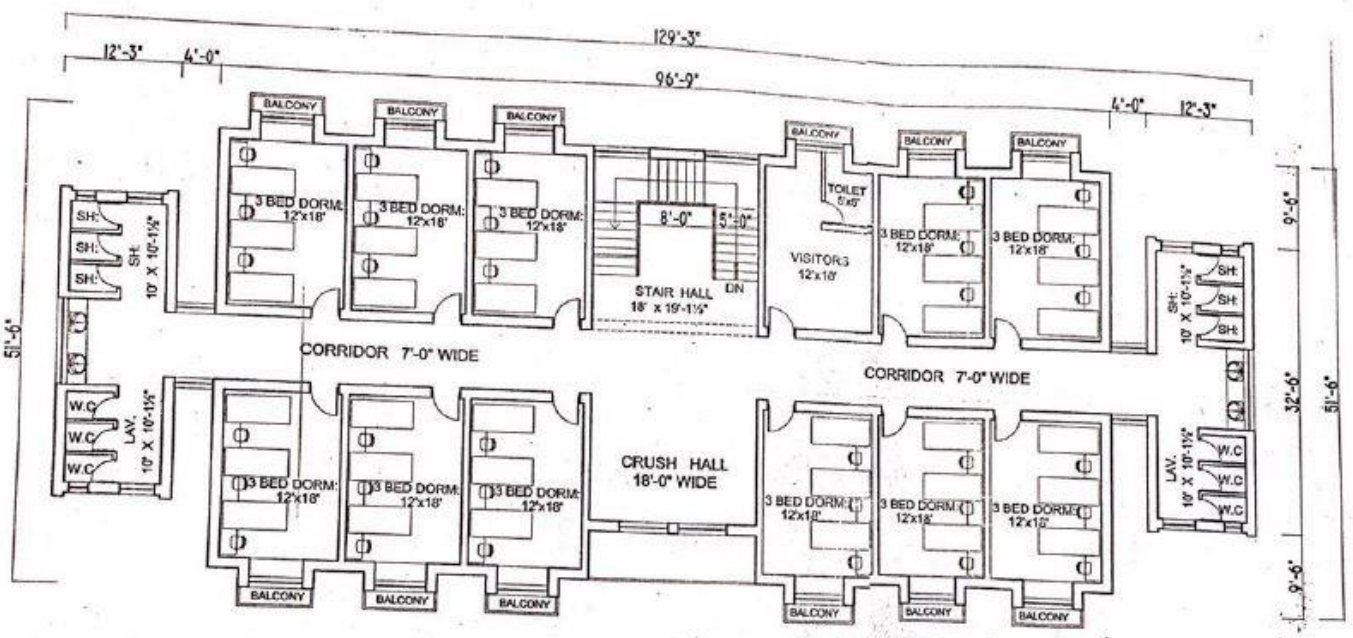 129'-3"
12'-3"
4'-0"
96'-9"
4'-0"
12'-3"
BALCONY
BALCONY
BALCONY
BALCONY
BALCONY
BALCONY
3 BED DORM:
12'x18'
3 BED DORM:
12'x18'
3 BED DORM:
12'x18'
8'-0"
5'-0"
DN
STAIR HALL
18' x 19'-1½"
TOILET
VISITORS
12'x18'
3 BED DORM:
12'x18'
3 BED DORM:
12'x18'
SH:
SH:
SH:
SH:
10' X 10'-1½"
SH:
SH:
SH:
SH:
10' X 10'-1½"
51'-6"
9'-6"
32'-6"
51'-6"
9'-6"
CORRIDOR 7'-0" WIDE
CORRIDOR 7'-0" WIDE
W.C
W.C
W.C
LAV.
10' X 10'-1½"
CRUSH HALL
18'-0" WIDE
LAV.
10' X 10'-1½"
W.C
W.C
W.C
3 BED DORM:
12'x18'
3 BED DORM:
12'x18'
3 BED DORM:
12'x18'
3 BED DORM:
12'x18'
3 BED DORM:
12'x18'
3 BED DORM:
12'x18'
BALCONY
BALCONY
BALCONY
BALCONY
BALCONY
BALCONY